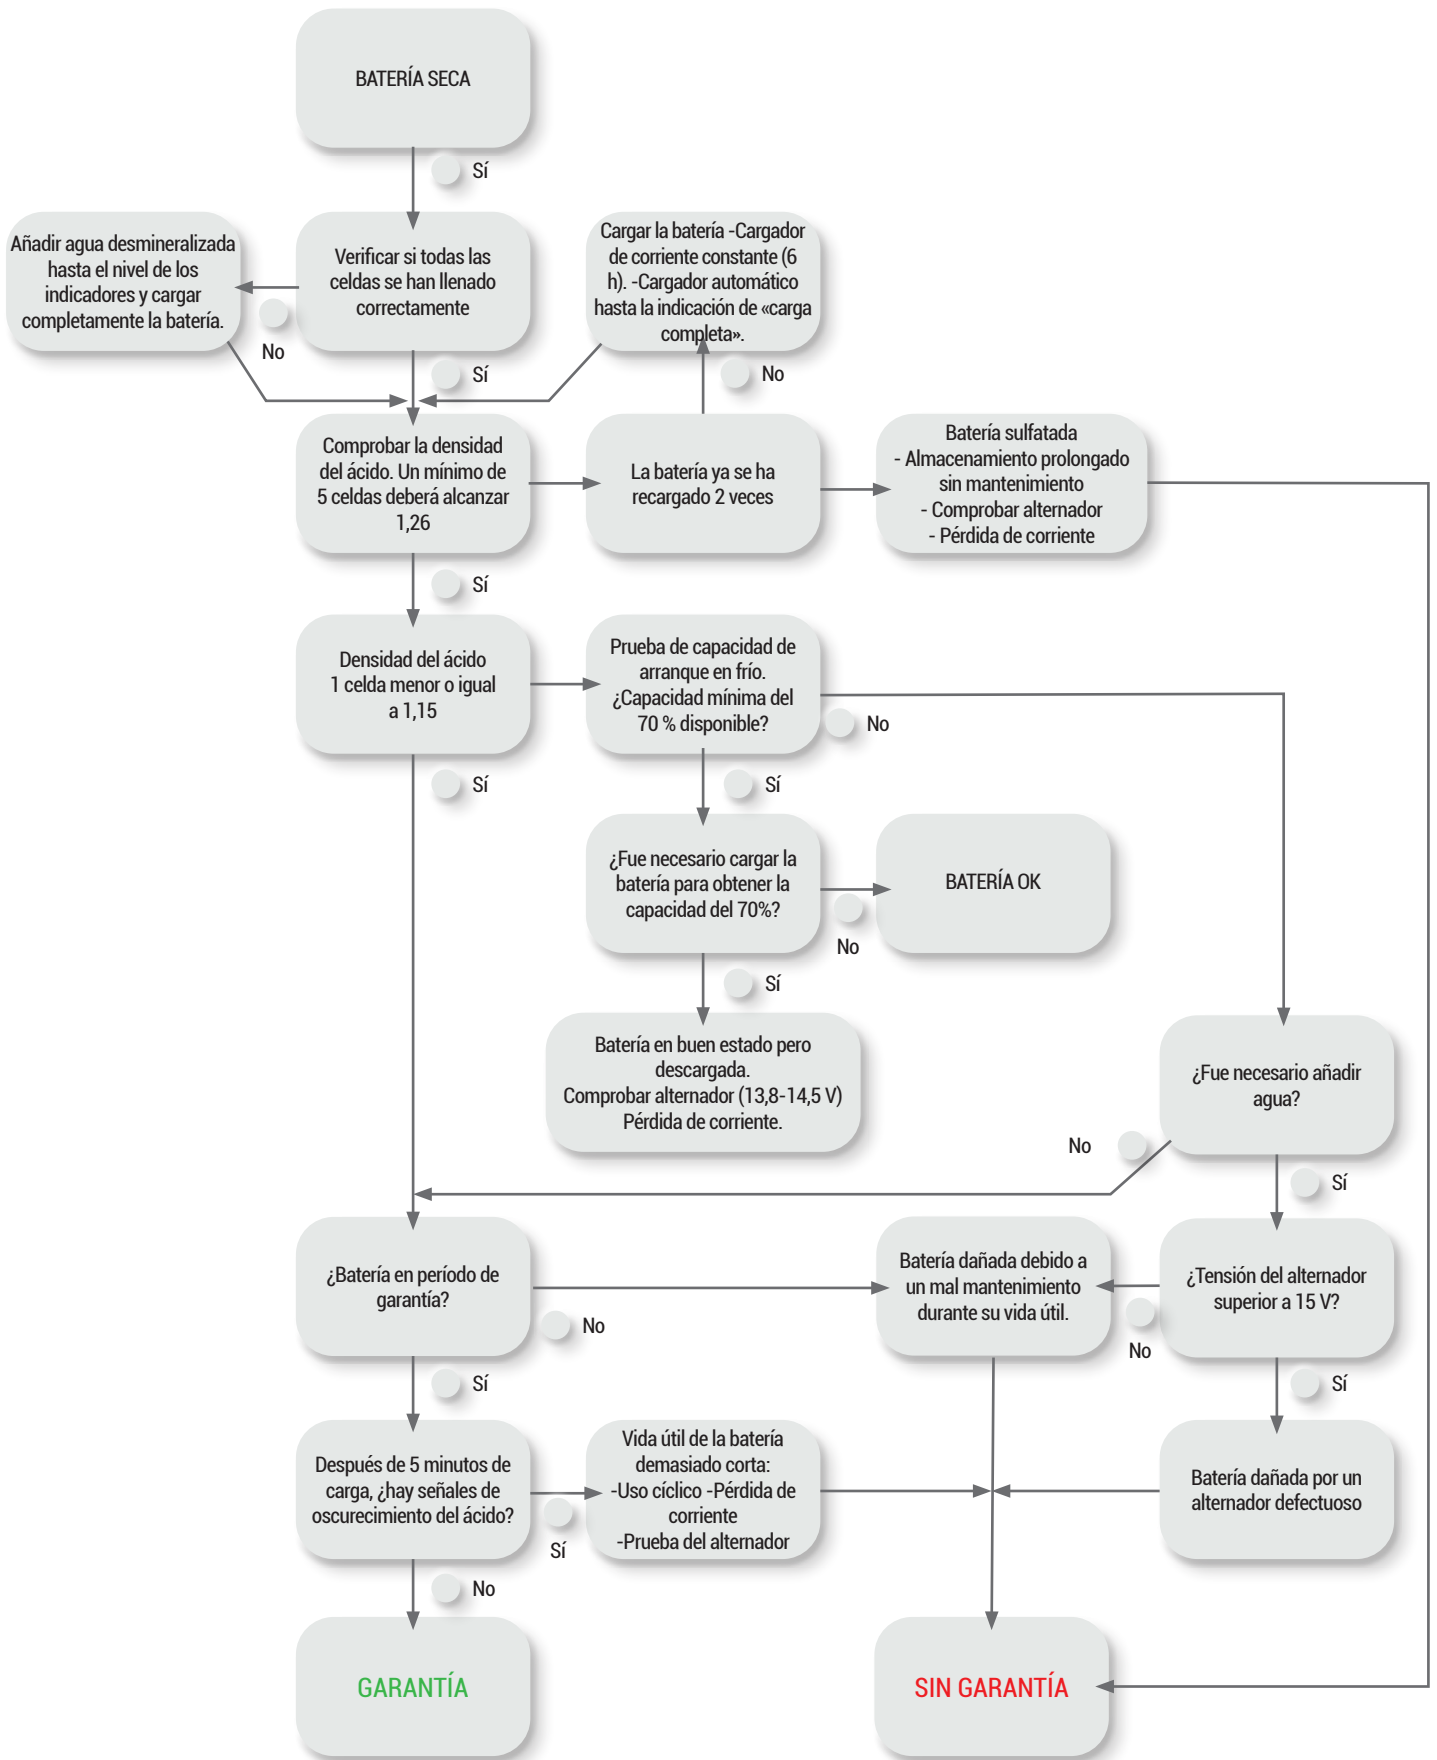 BATERÍA SECA
Sí
Añadir agua desmineralizada
hasta el nivel de los
indicadores y cargar
completamente la batería.
Verificar si todas las
celdas se han llenado
correctamente
Cargar la batería -Cargador
de corriente constante (6
h). -Cargador automático
hasta la indicación de «carga
completa».
No
Sí
No
Comprobar la densidad
del ácido. Un mínimo de
5 celdas deberá alcanzar
1,26
La batería ya se ha
recargado 2 veces
Batería sulfatada
- Almacenamiento prolongado
sin mantenimiento
- Comprobar alternador
- Pérdida de corriente
Sí
Densidad del ácido
1 celda menor o igual
a 1,15
Prueba de capacidad de
arranque en frío.
¿Capacidad mínima del
70 % disponible?
No
Sí
Sí
¿Fue necesario cargar la
batería para obtener la
capacidad del 70%?
BATERÍA OK
No
Sí
Batería en buen estado pero
descargada.
Comprobar alternador (13,8-14,5 V)
Pérdida de corriente.
¿Fue necesario añadir
agua?
No
Sí
¿Batería en período de
garantía?
Batería dañada debido a
un mal mantenimiento
durante su vida útil.
¿Tensión del alternador
superior a 15 V?
No
No
Sí
Sí
Después de 5 minutos de
carga, ¿hay señales de
oscurecimiento del ácido?
Vida útil de la batería
demasiado corta:
-Uso cíclico -Pérdida de
corriente
-Prueba del alternador
Batería dañada por un
alternador defectuoso
Sí
No
GARANTÍA
SIN GARANTÍA